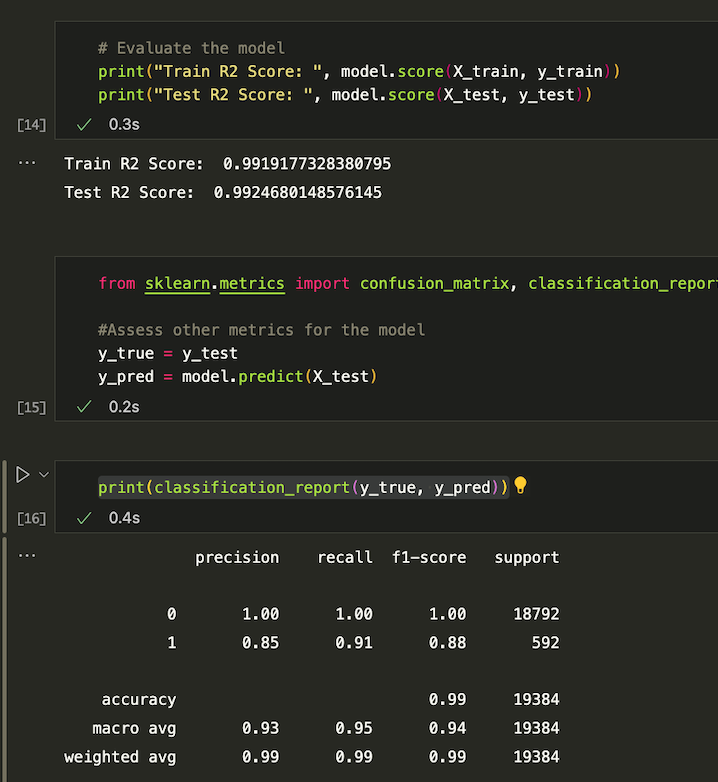 # Evaluate the model
print("Train R2 Score: ", model.score(X_train, y_train))
print("Test R2 Score: ", model.score(X_test, y_test))
[14] 0.3s
... Train R2 Score:  0.9919177328380795
Test R2 Score:  0.9924680148576145
from sklearn.metrics import confusion_matrix, classification_repor
#Assess other metrics for the model
y_true = y_test
y_pred = model.predict(X_test)
[15] 0.2s
print(classification_report(y_true, y_pred))
[16] 0.4s
... precision recall f1-score support
0 1.00 1.00 1.00 18792
1 0.85 0.91 0.88 592
accuracy 0.99 19384
macro avg 0.93 0.95 0.94 19384
weighted avg 0.99 0.99 0.99 19384